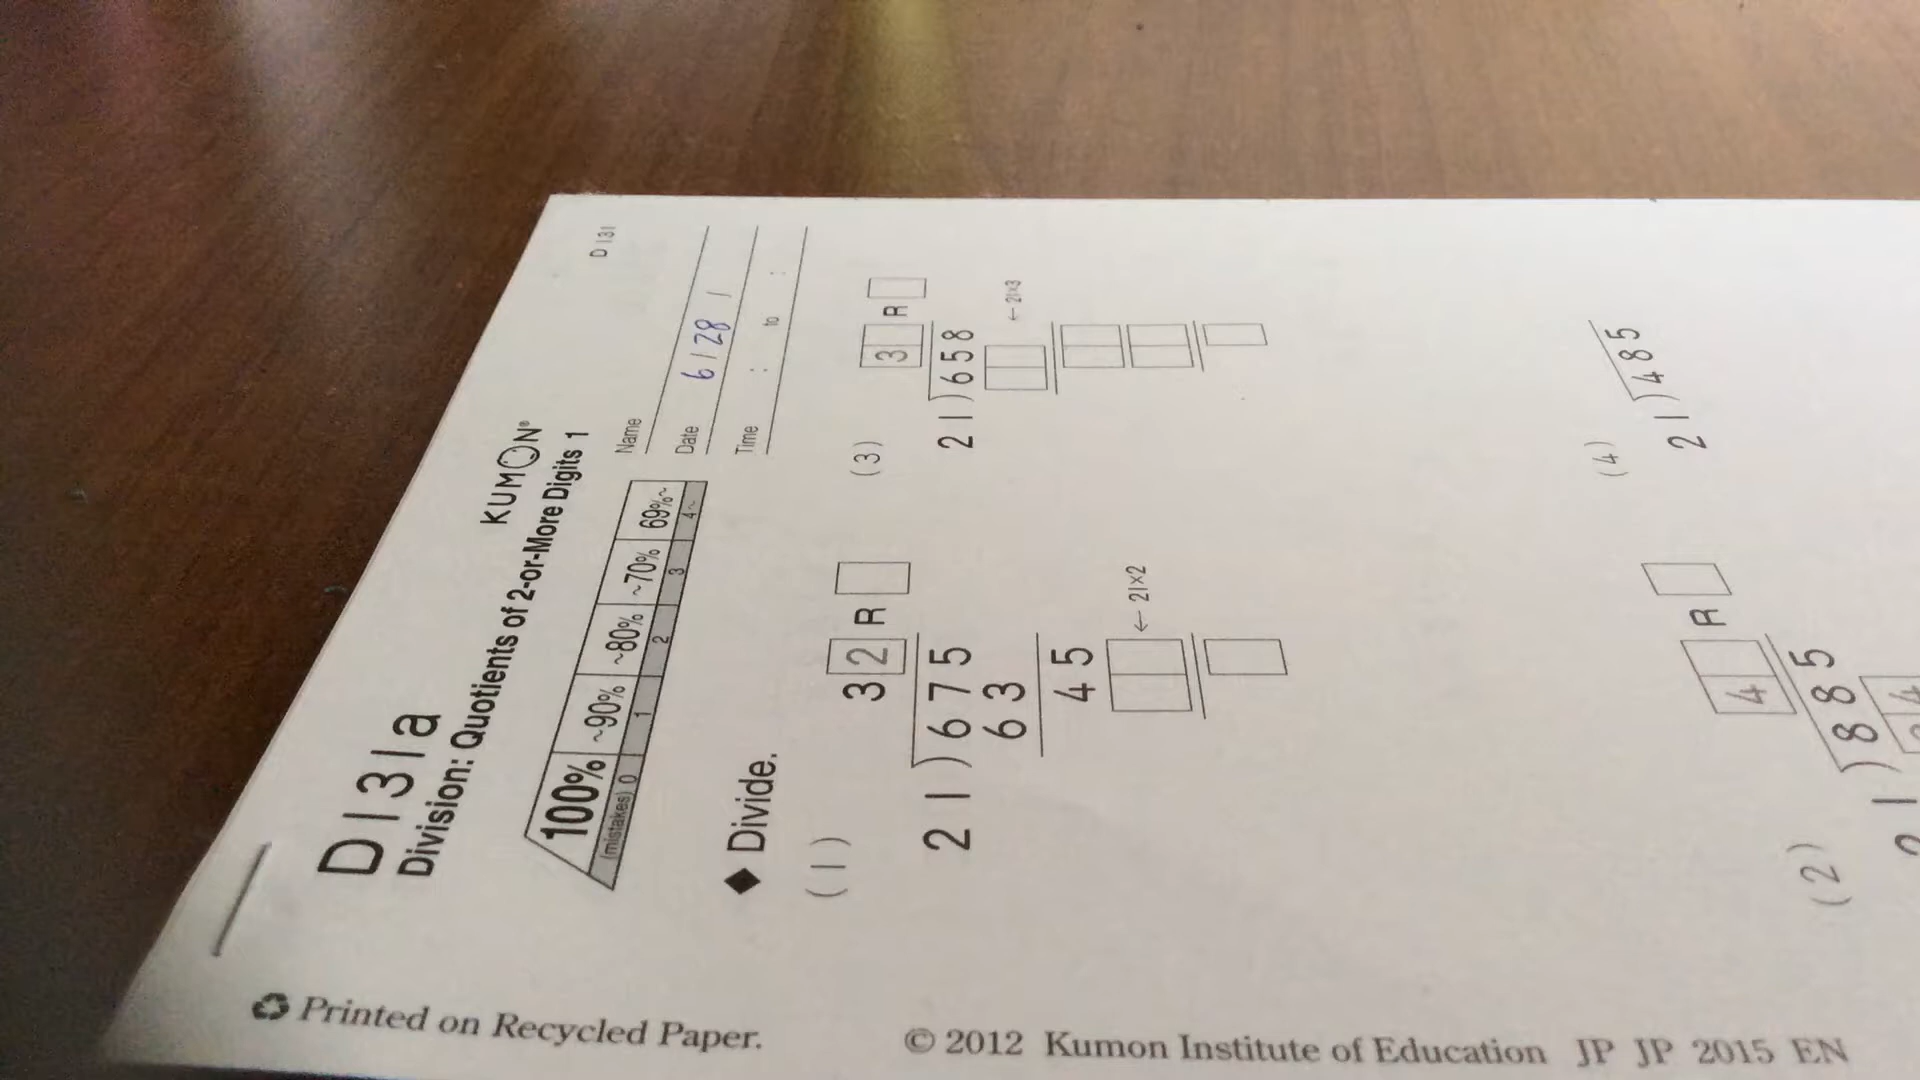 D131a
KUMON®
Division: Quotients of 2-or-More Digits 1
D 131
100% ~90% ~80% ~70% 69%~
(mistakes) 0 1 2 3 4~
Name
Date 6/28/
Time : to :
◆ Divide.
(1)
32 R
21)675
63
45
← 21×2
(3)
3 R
21)658
← 21×3
(2)
4 R
21)885
(4)
21)485
Printed on Recycled Paper.
© 2012 Kumon Institute of Education JP JP 2015 EN